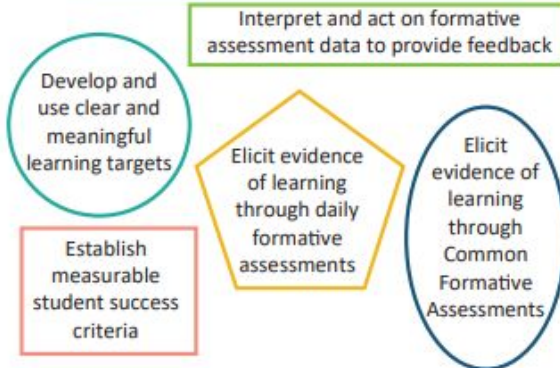 Interpret and act on formative
assessment data to provide feedback
Develop and
use clear and
meaningful
learning targets
Elicit evidence
of learning
through daily
formative
assessments
Elicit
evidence of
learning
through
Common
Formative
Assessments
Establish
measurable
student success
criteria